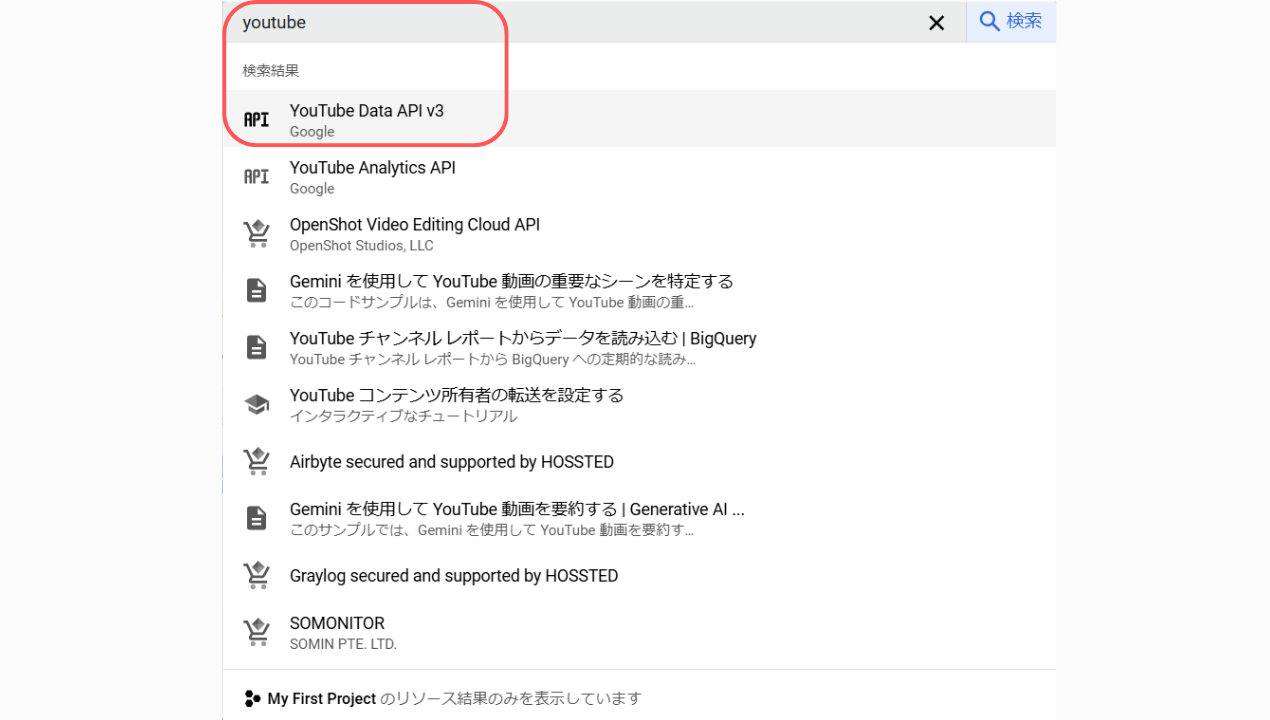 youtube
検索
検索結果
API
YouTube Data API v3
Google
API
YouTube Analytics API
Google
OpenShot Video Editing Cloud API
OpenShot Studios, LLC
Gemini を使用して YouTube 動画の重要なシーンを特定する
このコードサンプルは、Gemini を使用して YouTube 動画の重...
YouTube チャンネル レポートからデータを読み込む | BigQuery
YouTube チャンネル レポートから BigQuery への定期的な読み...
YouTube コンテンツ所有者の転送を設定する
インタラクティブなチュートリアル
Airbyte secured and supported by HOSSTED
Gemini を使用して YouTube 動画を要約する | Generative AI ...
このサンプルでは、Gemini を使用して YouTube 動画を要約す...
Graylog secured and supported by HOSSTED
SOMONITOR
SOMIN PTE. LTD.
My First Project のリソース結果のみを表示しています